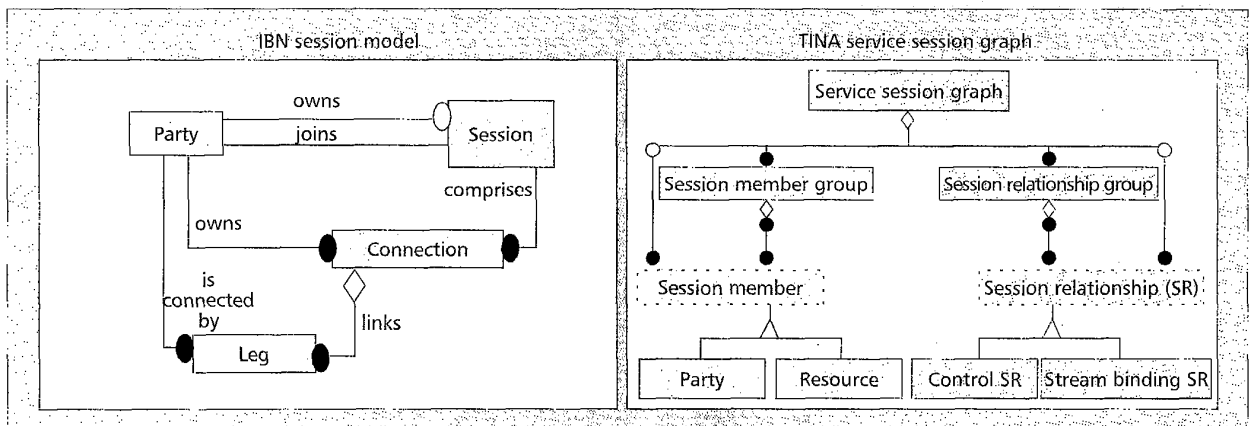 IBN session model
owns
Party
joins
Session
comprises
owns
Connection
is
connected
by
links
Leg
TINA service session graph
Service session graph
Session member group
Session relationship group
Session member
Session relationship (SR)
Party
Resource
Control SR
Stream binding SR